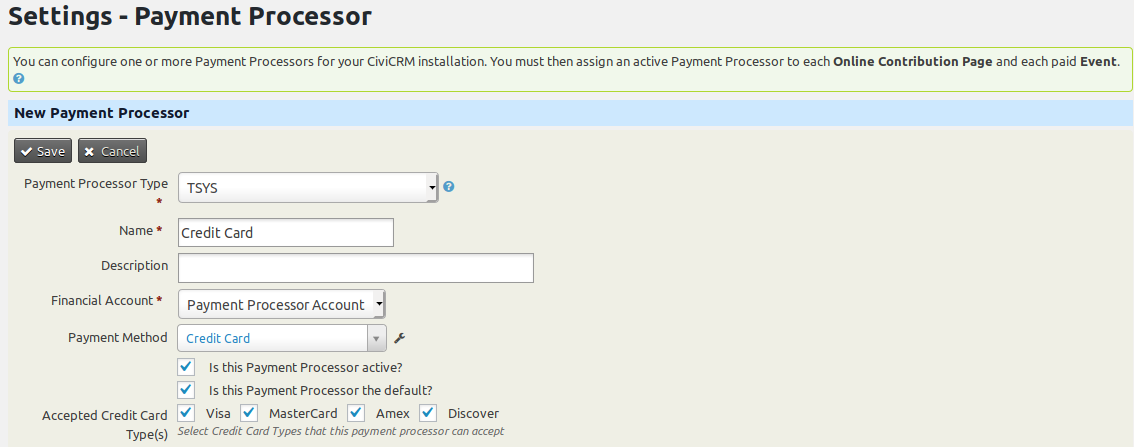 Settings - Payment Processor
You can configure one or more Payment Processors for your CiviCRM installation. You must then assign an active Payment Processor to each Online Contribution Page and each paid Event.
?
New Payment Processor
Save Cancel
Payment Processor Type * TSYS ?
Name * Credit Card
Description
Financial Account * Payment Processor Account
Payment Method Credit Card
Is this Payment Processor active?
Is this Payment Processor the default?
Accepted Credit Card Visa MasterCard Amex Discover
Type(s) Select Credit Card Types that this payment processor can accept